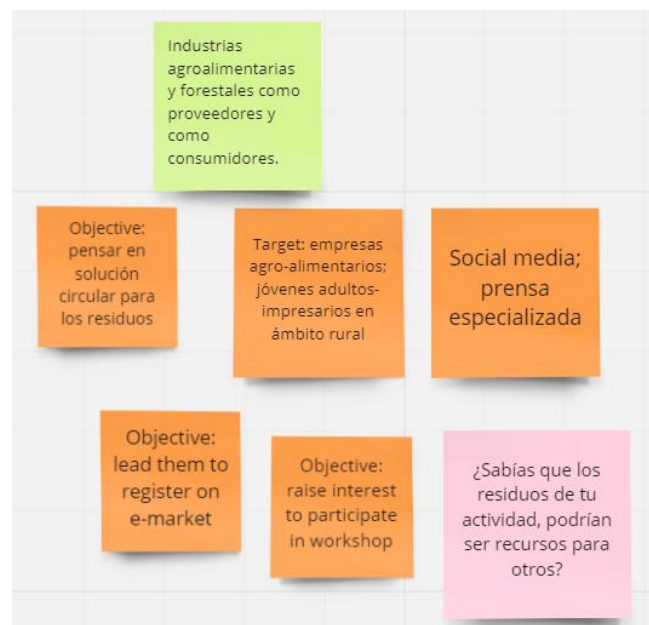 Industrias
agroalimentarias
y forestales como
proveedores y
como
consumidores.
Objective:
pensar en
solución
circular para
los residuos
Target: empresas
agro-alimentarios;
jóvenes adultos-
impresarios en
ámbito rural
Social media;
prensa
especializada
Objective:
lead them to
register on
e-market
Objective:
raise interest
to participate
in workshop
¿Sabías que los
residuos de tu
actividad, podrían
ser recursos para
otros?